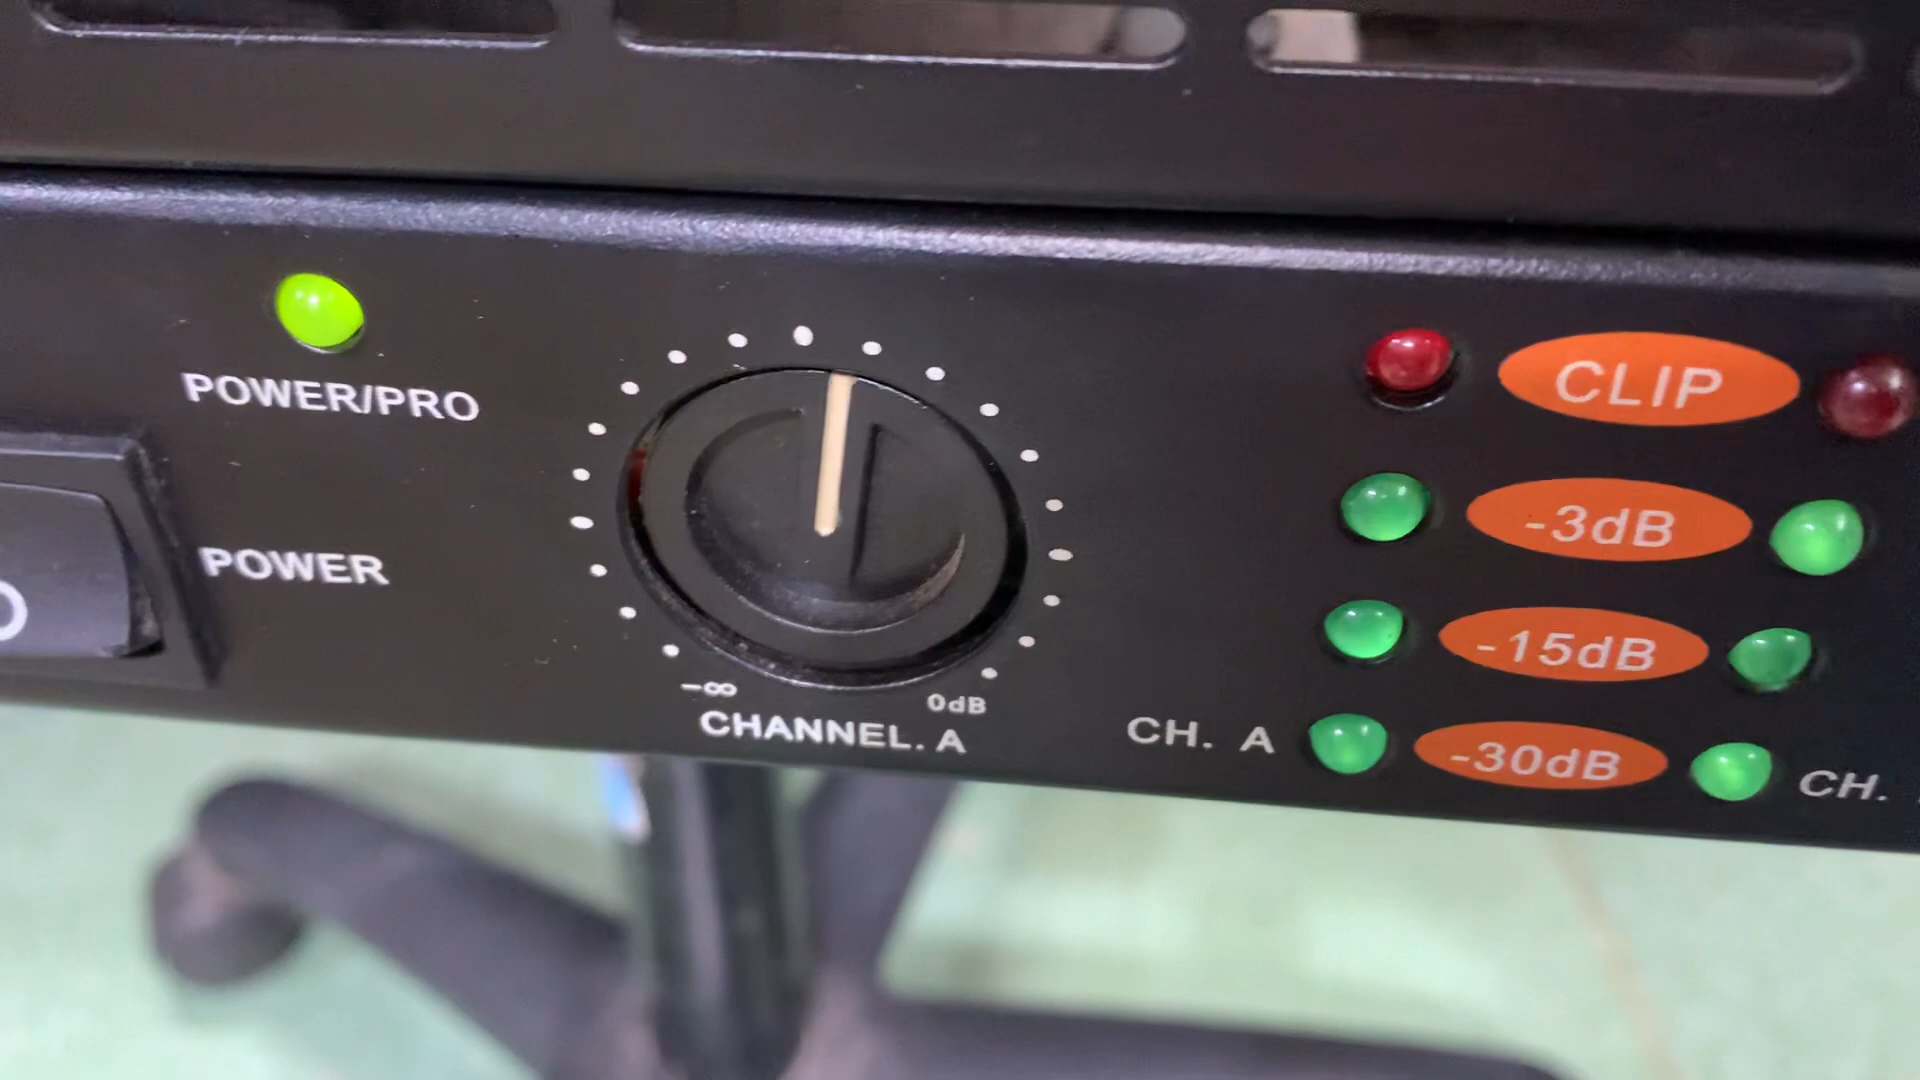 POWER/PRO
POWER
-∞
0dB
CHANNEL. A
CLIP
-3dB
-15dB
CH. A
-30dB
CH.